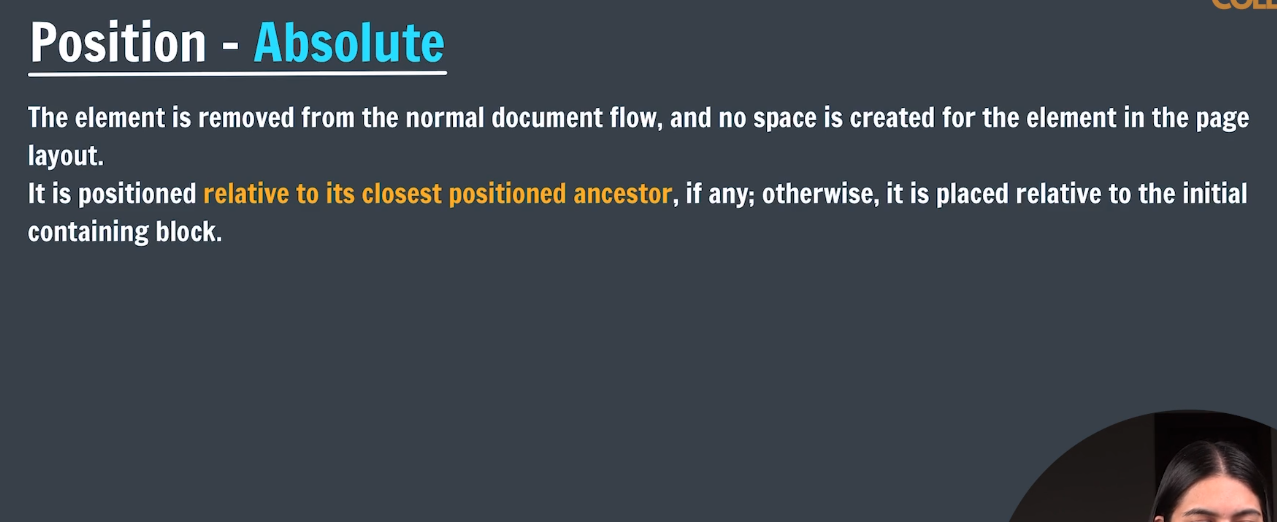 COLL
Position - Absolute
The element is removed from the normal document flow, and no space is created for the element in the page
layout.
It is positioned relative to its closest positioned ancestor, if any; otherwise, it is placed relative to the initial
containing block.